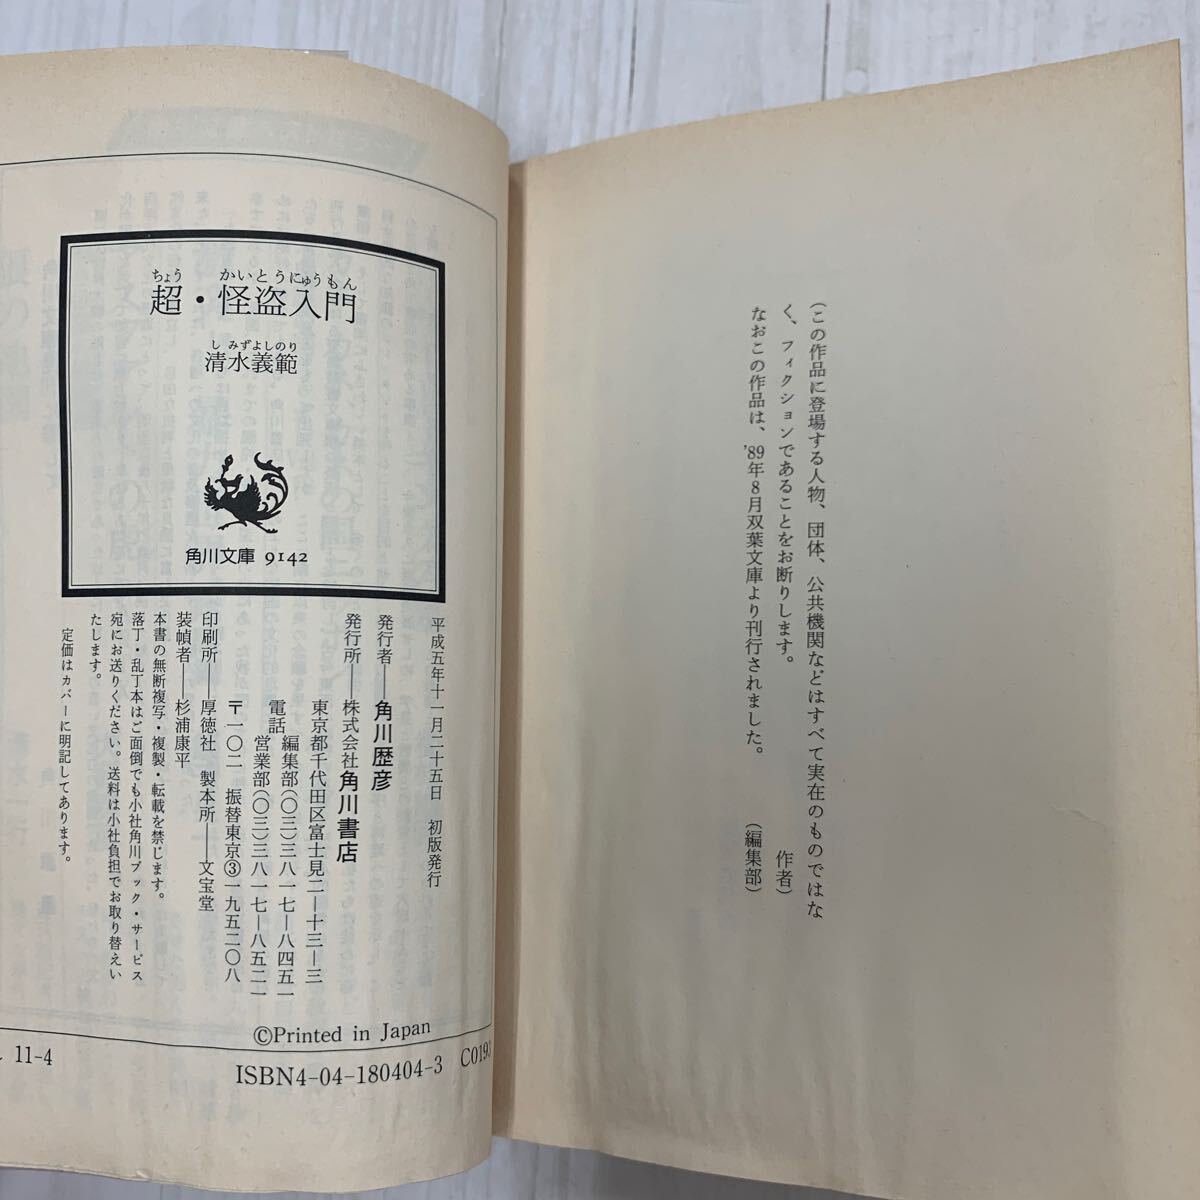 (この作品に登場する人物、団体、公共機関などはすべて実在のものではな
く、フィクションであることをお断りします。 作者)
なおこの作品は、'89年8月双葉文庫より刊行されました。 (編集部)
ちょう かいとうにゅうもん
超・怪盗入門
しみずよしのり
清水義範
角川文庫 9142
平成五年十一月二十五日 初版発行
発行者――角川歴彦
発行所――株式会社角川書店
東京都千代田区富士見二―十三―三
電話 編集部(〇三)三八一七―八四五一
営業部(〇三)三八一七―八五二一
〒一〇二 振替東京③一九五二〇八
印刷所――厚徳社 製本所――文宝堂
装幀者――杉浦康平
本書の無断複写・複製・転載を禁じます。
落丁・乱丁本はご面倒でも小社角川ブック・サービス
宛にお送りください。送料は小社負担でお取り替えい
たします。
定価はカバーに明記してあります。
©Printed in Japan
11-4
ISBN4-04-180404-3 C0193